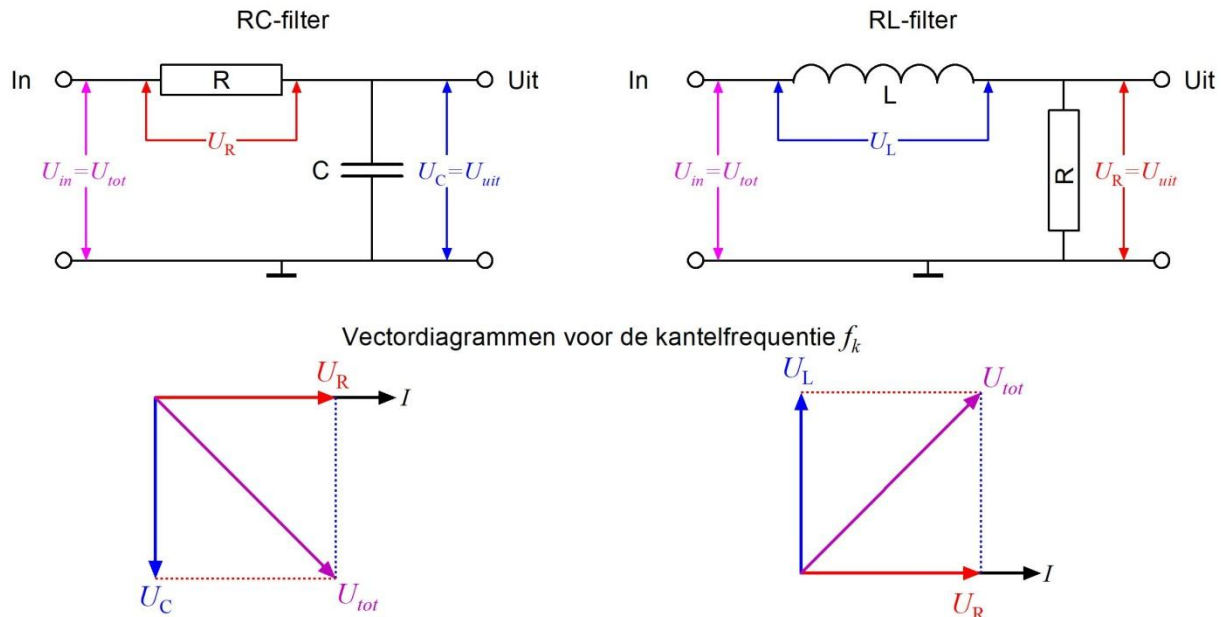 RC-filter
RL-filter
In
R
Uit
U_R
U_in=U_tot
C
U_C=U_uit
In
L
Uit
U_L
U_in=U_tot
R
U_R=U_uit
Vectordiagrammen voor de kantelfrequentie f_k
U_R
I
U_C
U_tot
U_L
U_tot
I
U_R